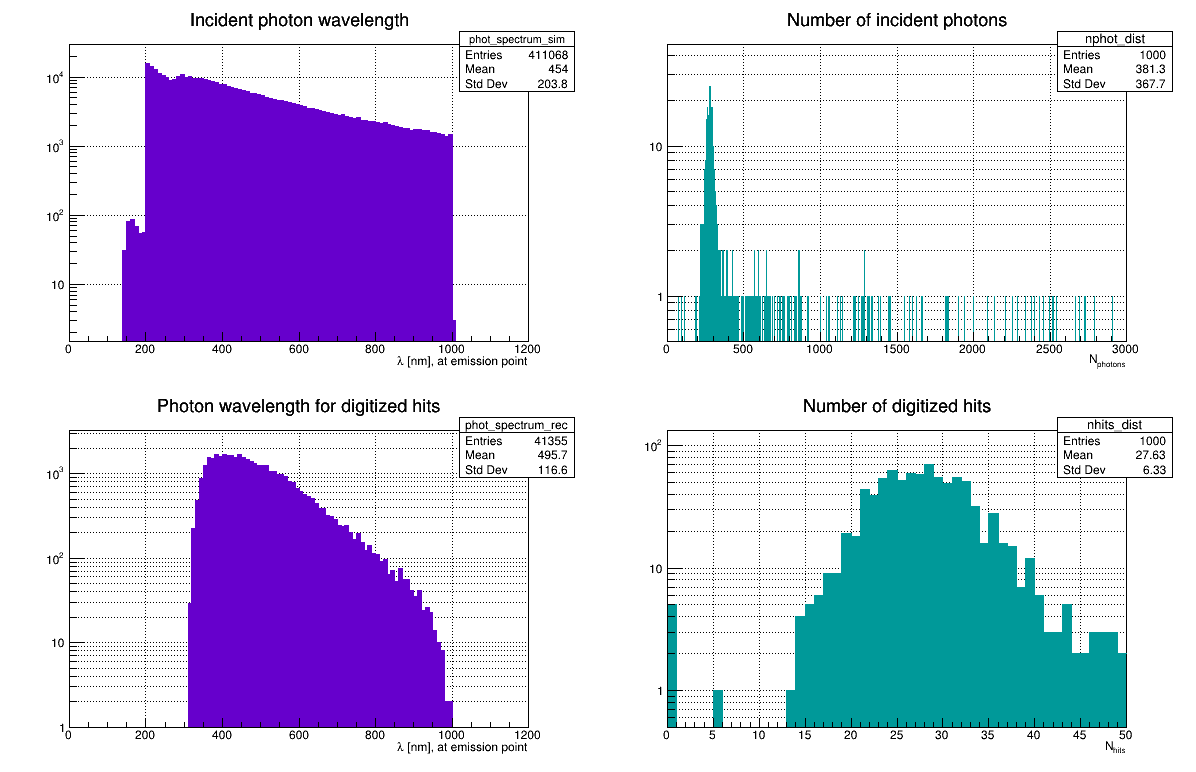 Incident photon wavelength
phot_spectrum_sim
Entries 411068
Mean 454
Std Dev 203.8
10^4
10^3
10^2
10
0 200 400 600 800 1000 1200
λ [nm], at emission point
Number of incident photons
nphot_dist
Entries 1000
Mean 381.3
Std Dev 367.7
10
1
0 500 1000 1500 2000 2500 3000
N_photons
Photon wavelength for digitized hits
phot_spectrum_rec
Entries 41355
Mean 495.7
Std Dev 116.6
10^3
10^2
10
1
0 200 400 600 800 1000 1200
λ [nm], at emission point
Number of digitized hits
nhits_dist
Entries 1000
Mean 27.63
Std Dev 6.33
10^2
10
1
0 5 10 15 20 25 30 35 40 45 50
N_hits